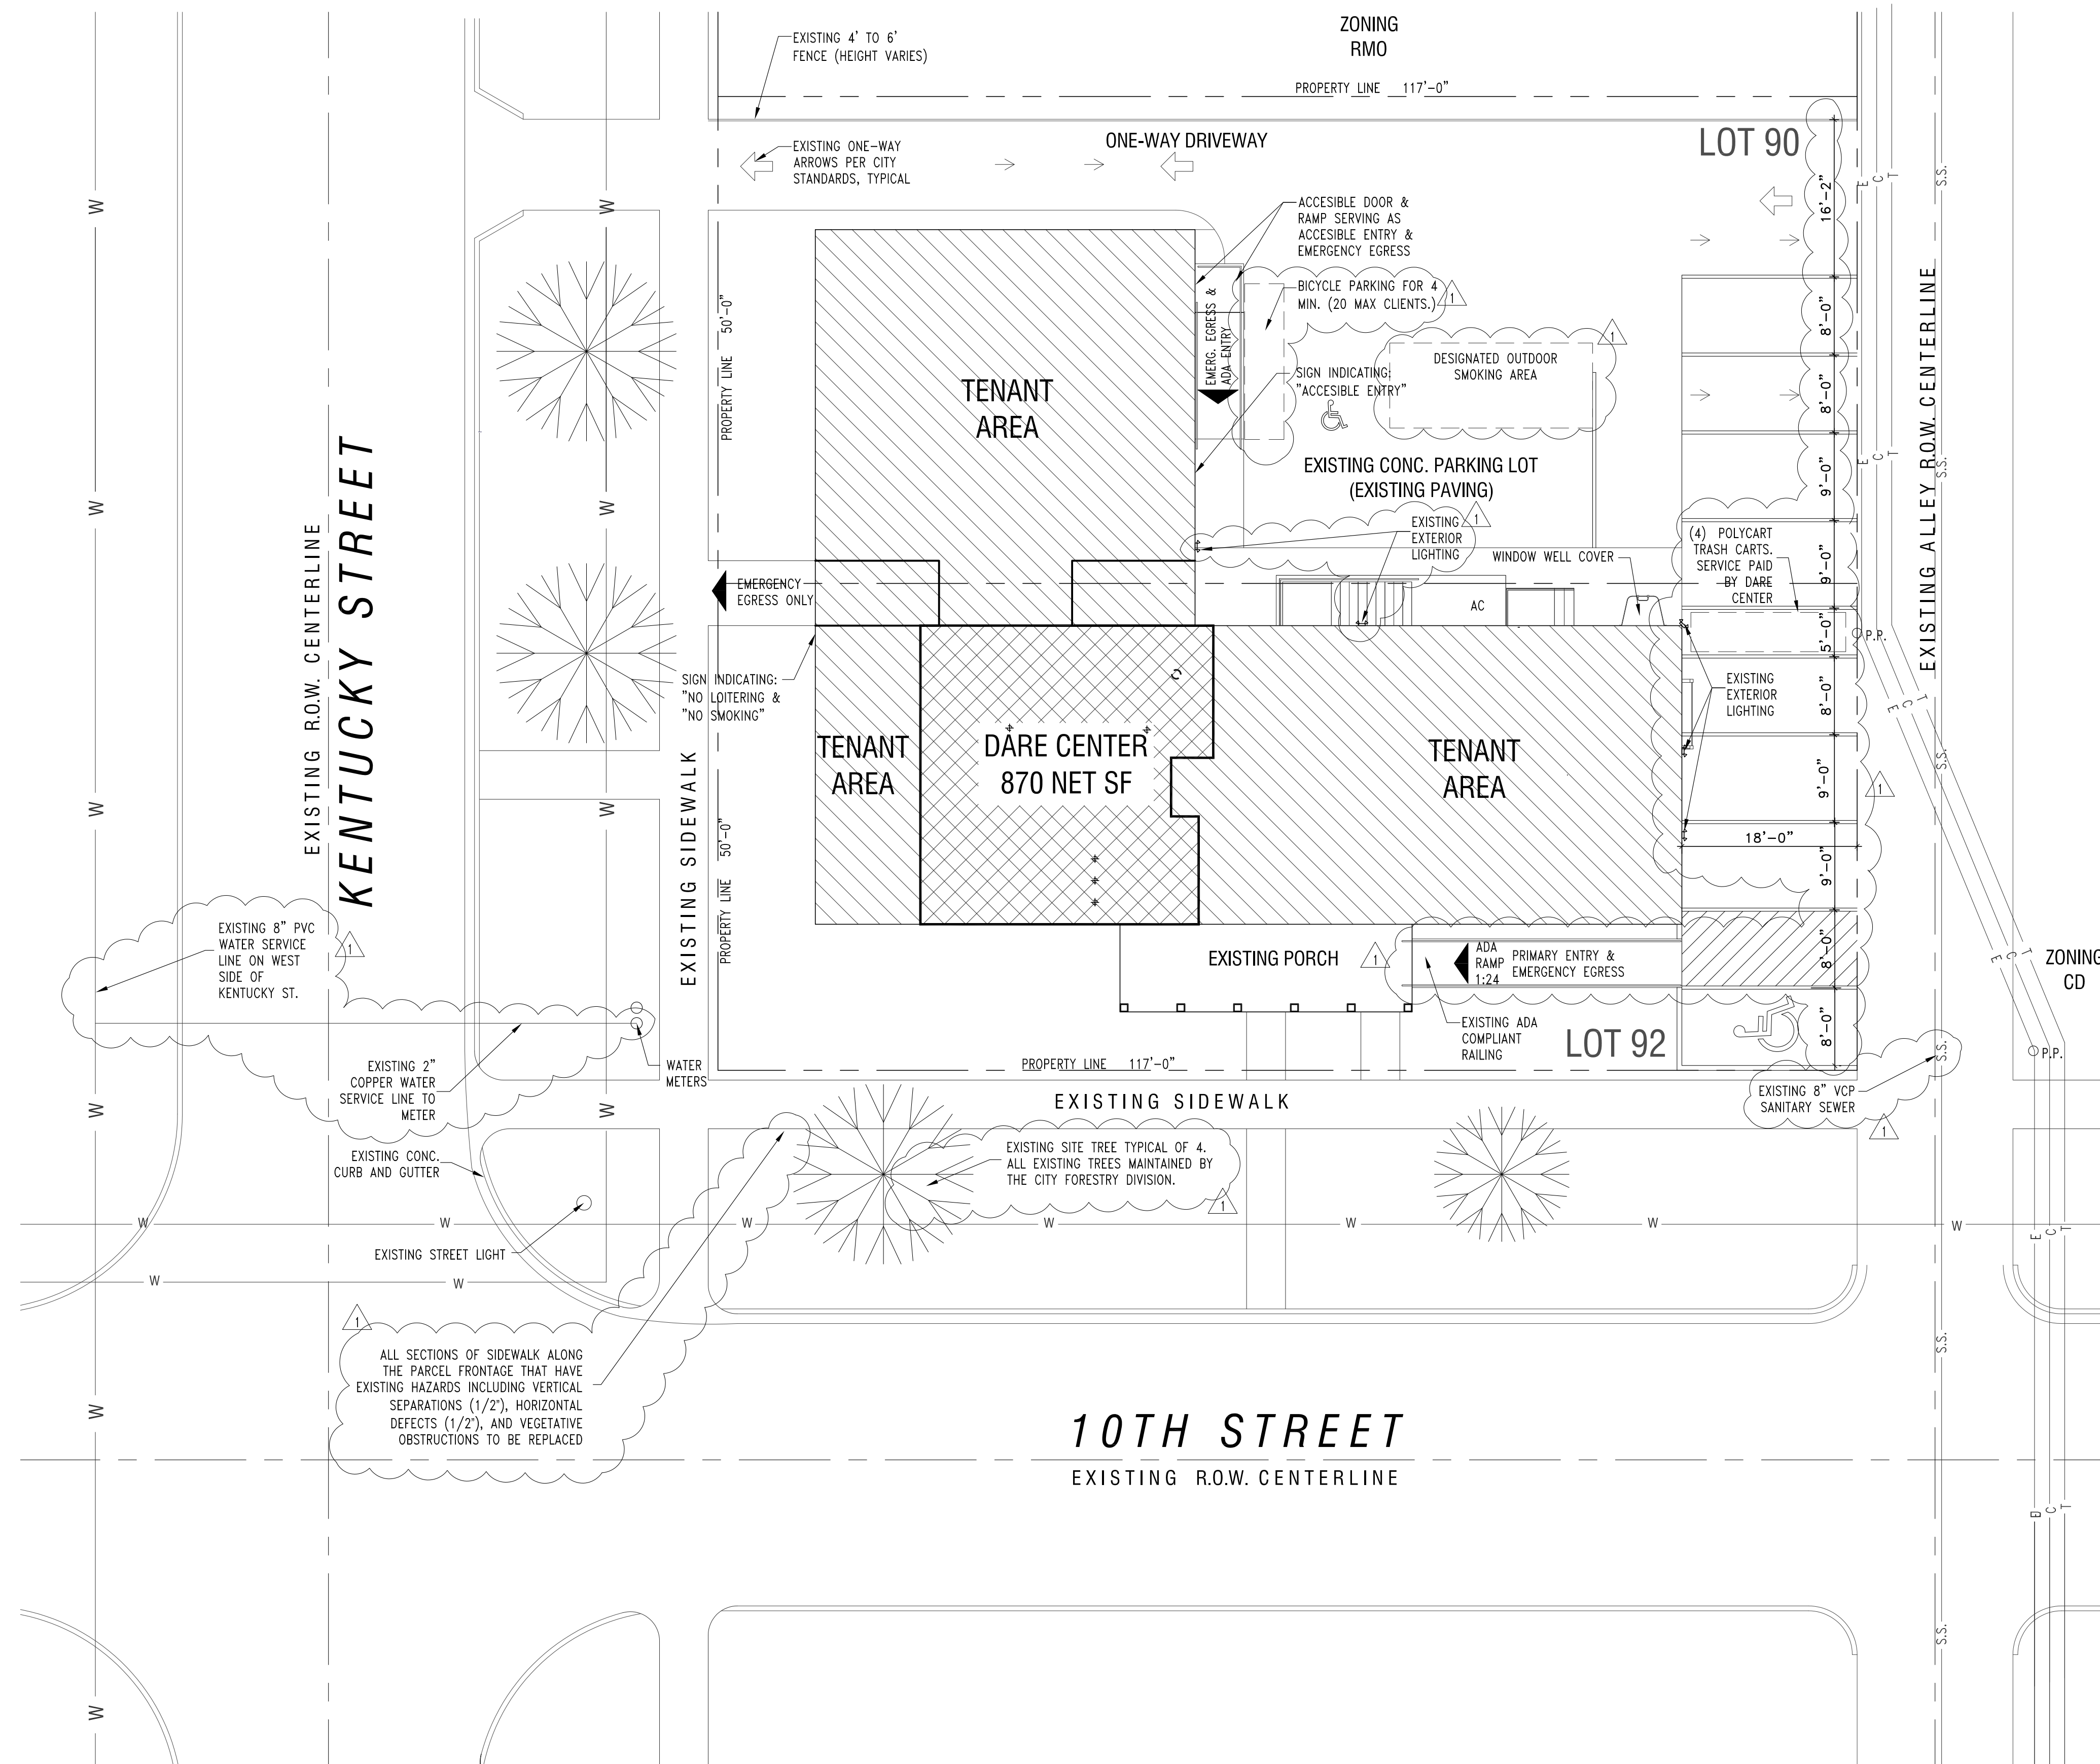 ZONING
RMO
EXISTING 4' TO 6'
FENCE (HEIGHT VARIES)
PROPERTY LINE 117'-0"
ONE-WAY DRIVEWAY
LOT 90
EXISTING ONE-WAY
ARROWS PER CITY
STANDARDS, TYPICAL
ACCESIBLE DOOR &
RAMP SERVING AS
ACCESIBLE ENTRY &
EMERGENCY EGRESS
BICYCLE PARKING FOR 4
MIN. (20 MAX CLIENTS.)
1
EMERG. EGRESS &
ADA ENTRY
DESIGNATED OUTDOOR
SMOKING AREA
1
SIGN INDICATING:
"ACCESIBLE ENTRY"
PROPERTY LINE 50'-0"
TENANT
AREA
EXISTING CONC. PARKING LOT
(EXISTING PAVING)
EXISTING
EXTERIOR
LIGHTING
1
WINDOW WELL COVER
(4) POLYCART
TRASH CARTS.
SERVICE PAID
BY DARE
CENTER
16'-2"
8'-0"
8'-0"
9'-0"
9'-0"
5'-0"
8'-0"
9'-0"
9'-0"
8'-0"
8'-0"
18'-0"
EXISTING ALLEY R.O.W. CENTERLINE
EMERGENCY
EGRESS ONLY
AC
P.P.
SIGN INDICATING:
"NO LOITERING &
"NO SMOKING"
EXISTING
EXTERIOR
LIGHTING
TENANT
AREA
DARE CENTER
870 NET SF
TENANT
AREA
1
EXISTING R.O.W. CENTERLINE
KENTUCKY STREET
EXISTING SIDEWALK
PROPERTY LINE 50'-0"
EXISTING 8" PVC
WATER SERVICE
LINE ON WEST
SIDE OF
KENTUCKY ST.
1
EXISTING PORCH
1
ADA
RAMP
1:24
PRIMARY ENTRY &
EMERGENCY EGRESS
ZONING
CD
EXISTING ADA
COMPLIANT
RAILING
LOT 92
P.P.
EXISTING 2"
COPPER WATER
SERVICE LINE TO
METER
WATER
METERS
PROPERTY LINE 117'-0"
EXISTING 8" VCP
SANITARY SEWER
1
EXISTING SIDEWALK
EXISTING CONC.
CURB AND GUTTER
EXISTING SITE TREE TYPICAL OF 4.
ALL EXISTING TREES MAINTAINED BY
THE CITY FORESTRY DIVISION.
1
EXISTING STREET LIGHT
W W W W W W
W W W W
W W W W W W W
W W
S.S. S.S. S.S. S.S. S.S. S.S.
E C T
E C T
E C T
E C T
E C T
E C T
1
ALL SECTIONS OF SIDEWALK ALONG
THE PARCEL FRONTAGE THAT HAVE
EXISTING HAZARDS INCLUDING VERTICAL
SEPARATIONS (1/2"), HORIZONTAL
DEFECTS (1/2"), AND VEGETATIVE
OBSTRUCTIONS TO BE REPLACED
10TH STREET
EXISTING R.O.W. CENTERLINE